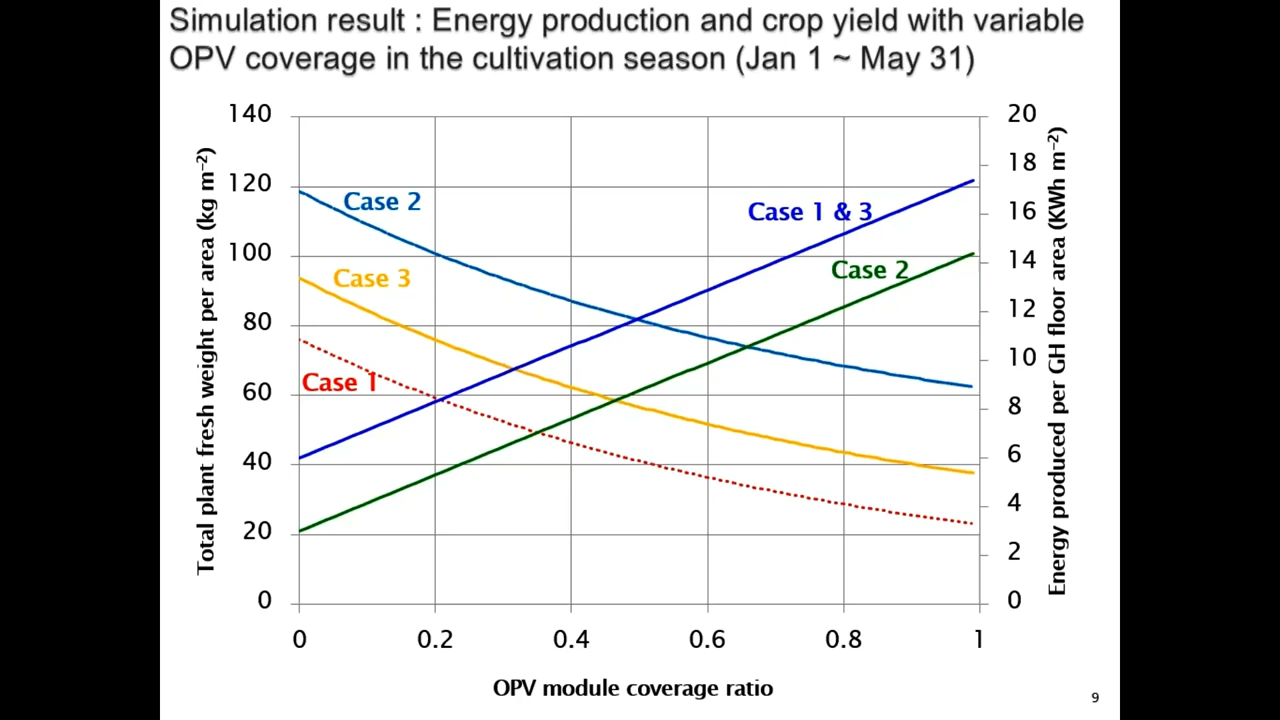 Simulation result : Energy production and crop yield with variable
OPV coverage in the cultivation season (Jan 1 ~ May 31)
Total plant fresh weight per area (kg m⁻²)
140
120
100
80
60
40
20
0
Case 2
Case 3
Case 1
Case 1 & 3
Case 2
20
18
16
14
12
10
8
6
4
2
0
Energy produced per GH floor area (KWh m⁻²)
0 0.2 0.4 0.6 0.8 1
OPV module coverage ratio
9